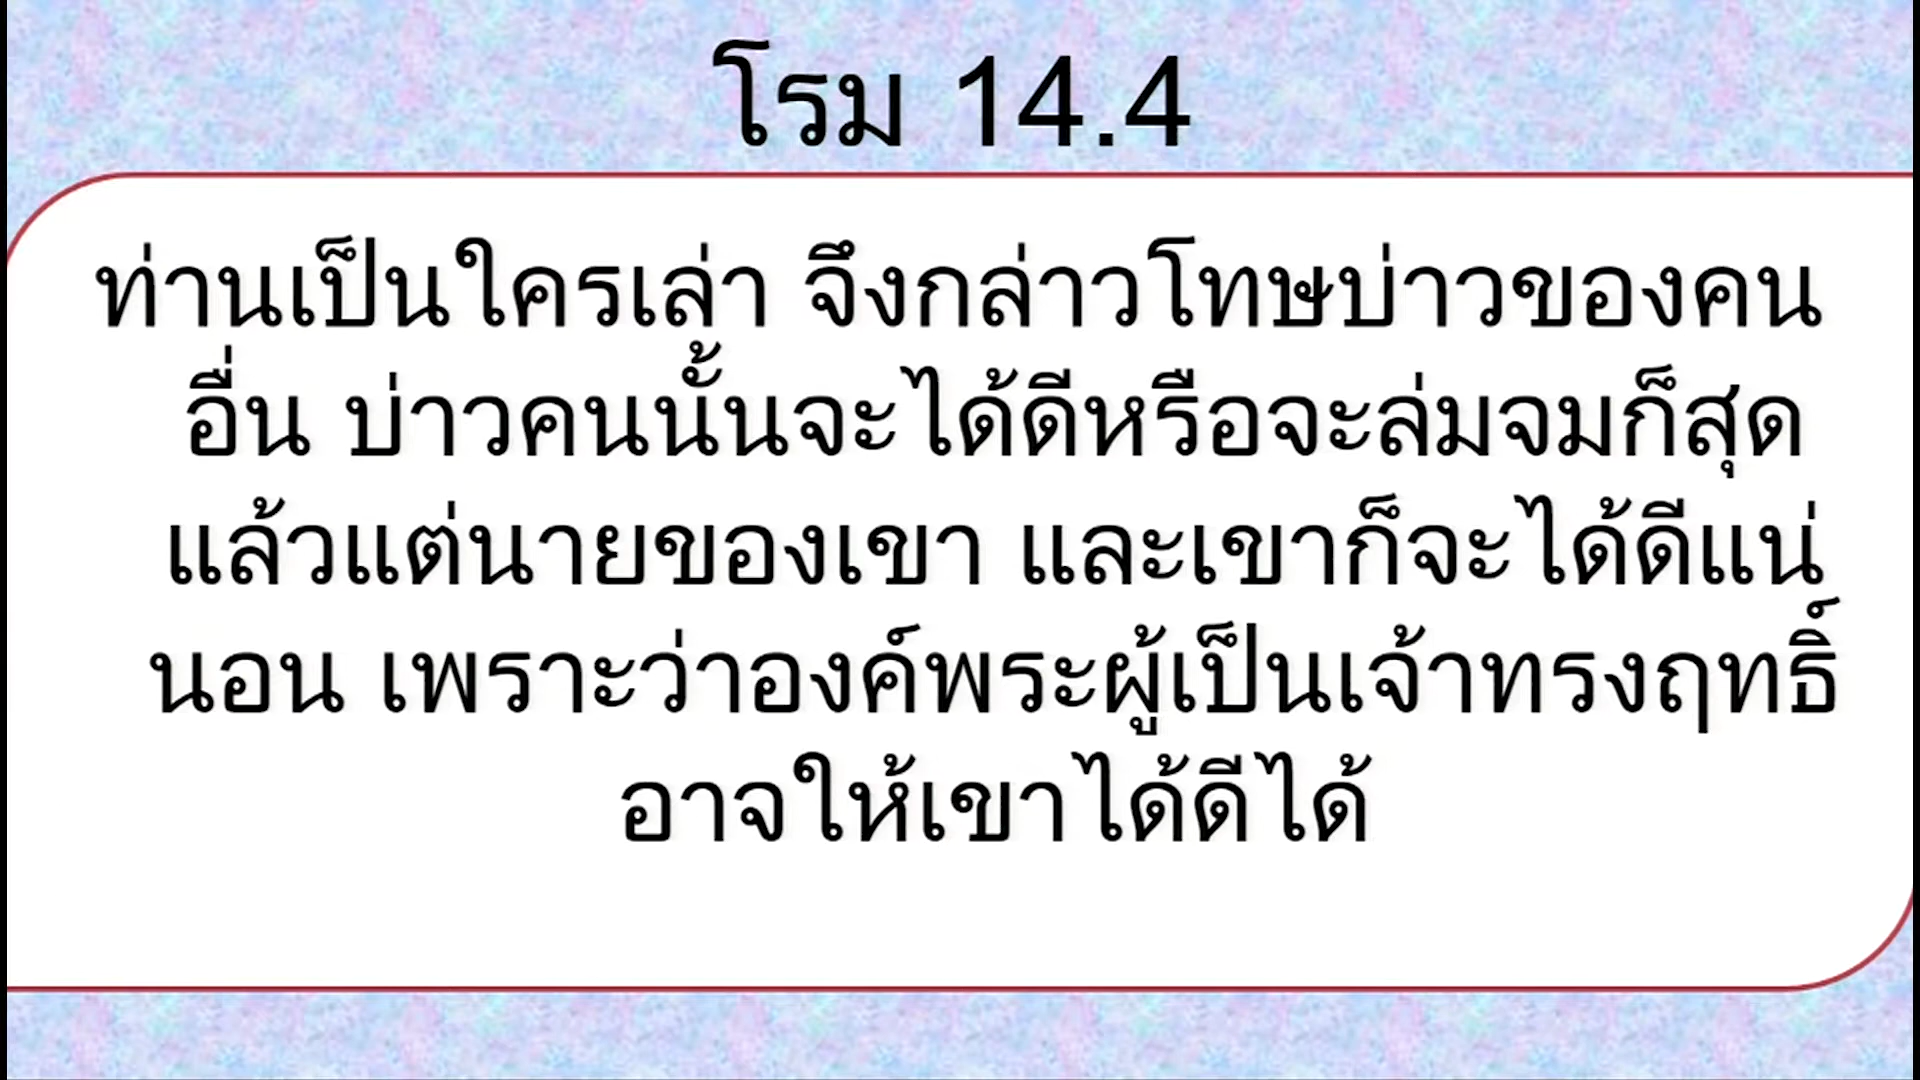 โรม 14.4
ท่านเป็นใครเล่า จึงกล่าวโทษบ่าวของคน
อื่น บ่าวคนนั้นจะได้ดีหรือจะล่มจมก็สุด
แล้วแต่นายของเขา และเขาก็จะได้ดีแน่
นอน เพราะว่าองค์พระผู้เป็นเจ้าทรงฤทธิ์
อาจให้เขาได้ดีได้